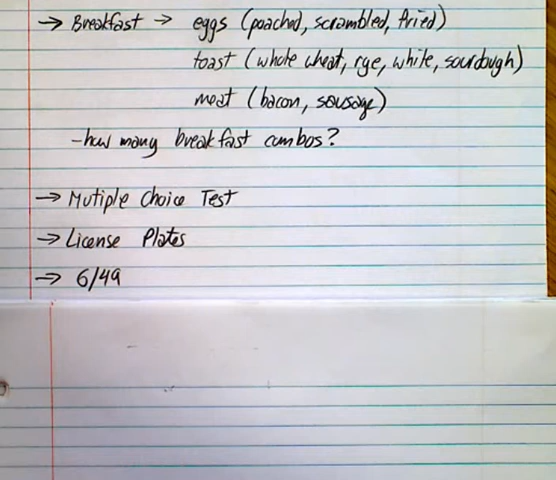 → Breakfast → eggs (poached, scrambled, fried)
toast (whole wheat, rye, white, sourdough)
meat (bacon, sausage)
- how many breakfast combos?
→ Mutiple Choice Test
→ License Plates
→ 6/49